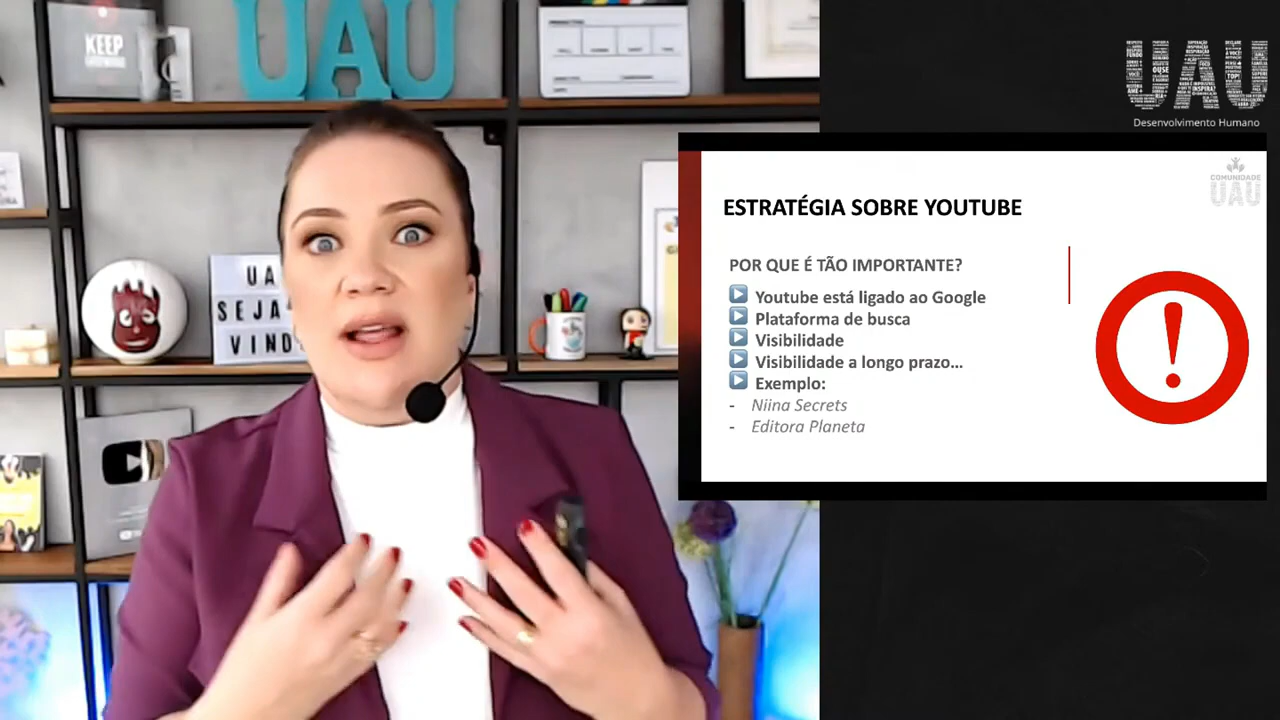 KEEP
UAU
UA
SEJA
VIND
UAU
Desenvolvimento Humano
COMUNIDADE
UAU
ESTRATÉGIA SOBRE YOUTUBE
POR QUE É TÃO IMPORTANTE?
Youtube está ligado ao Google
Plataforma de busca
Visibilidade
Visibilidade a longo prazo...
Exemplo:
- Niina Secrets
- Editora Planeta